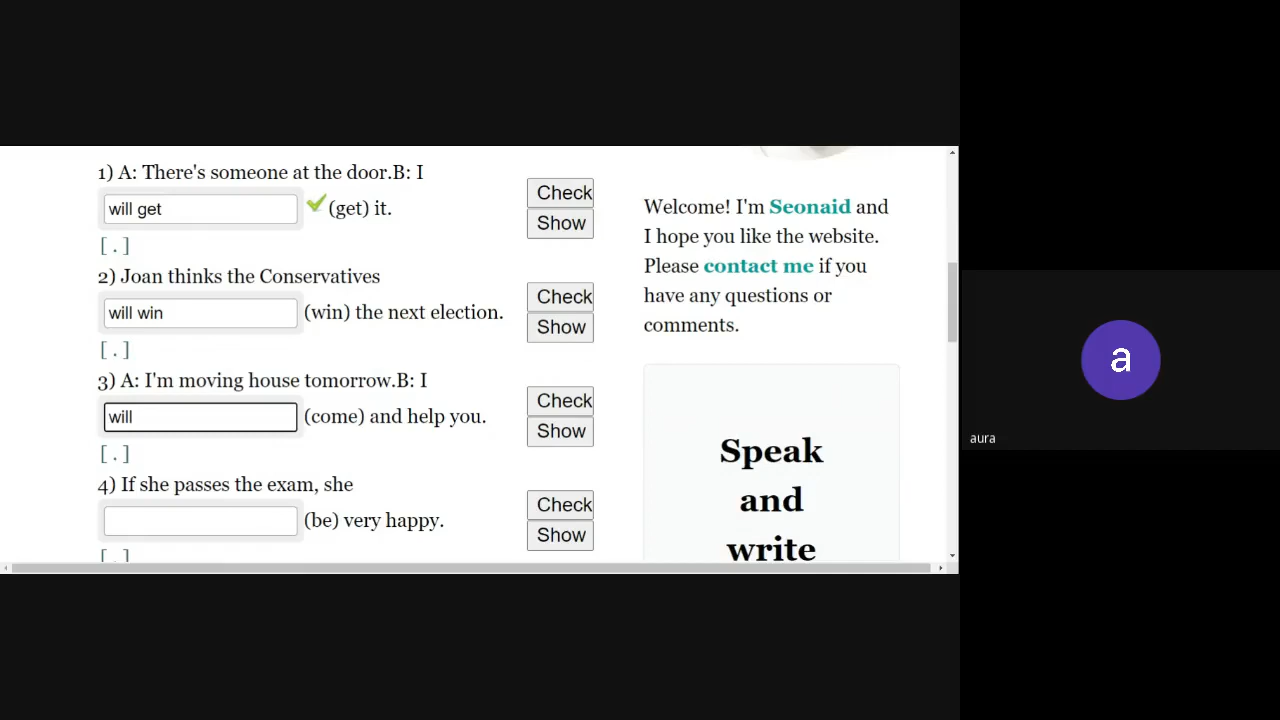 1) A: There's someone at the door.B: I
will get (get) it.
Check
Show
[ . ]
2) Joan thinks the Conservatives
will win (win) the next election.
Check
Show
[ . ]
3) A: I'm moving house tomorrow.B: I
will (come) and help you.
Check
Show
[ . ]
4) If she passes the exam, she
(be) very happy.
Check
Show
[ . ]
Welcome! I'm Seonaid and
I hope you like the website.
Please contact me if you
have any questions or
comments.
Speak
and
write
a
aura